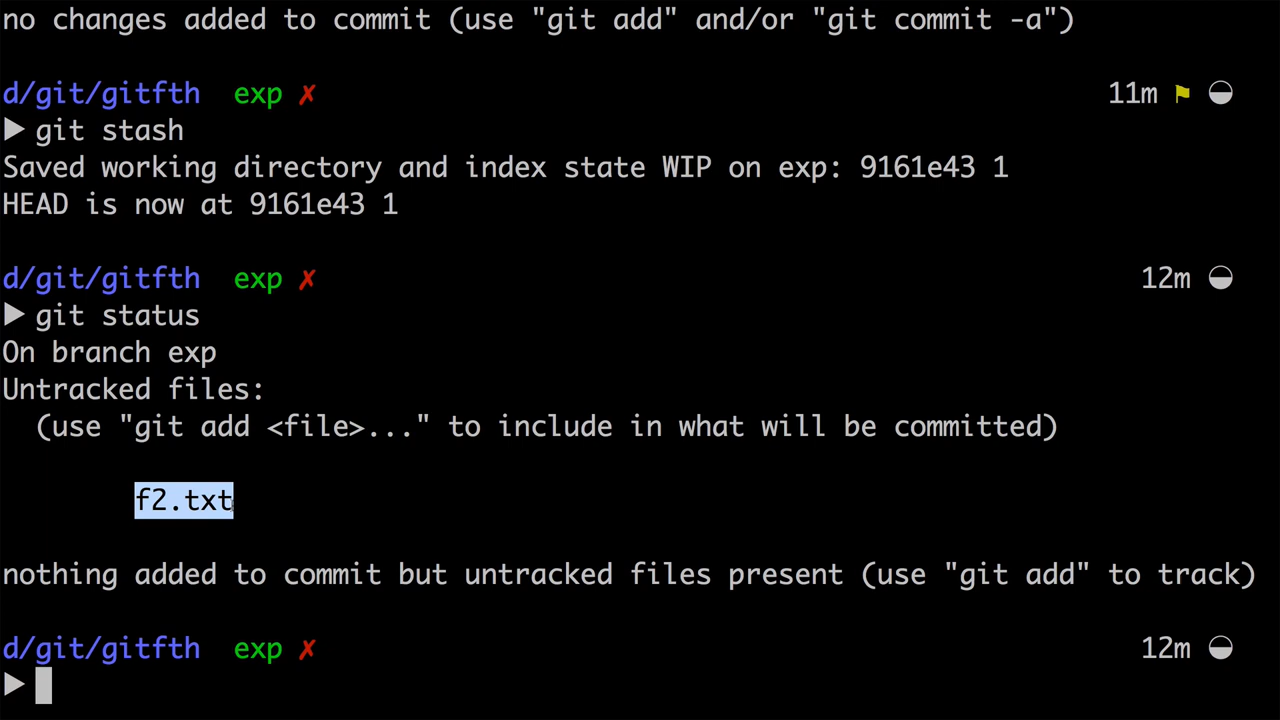 no changes added to commit (use "git add" and/or "git commit -a")
d/git/gitfth exp ✗ 11m ⚑ ◒
▶ git stash
Saved working directory and index state WIP on exp: 9161e43 1
HEAD is now at 9161e43 1
d/git/gitfth exp ✗ 12m ◒
▶ git status
On branch exp
Untracked files:
(use "git add <file>..." to include in what will be committed)
f2.txt
nothing added to commit but untracked files present (use "git add" to track)
d/git/gitfth exp ✗ 12m ◒
▶